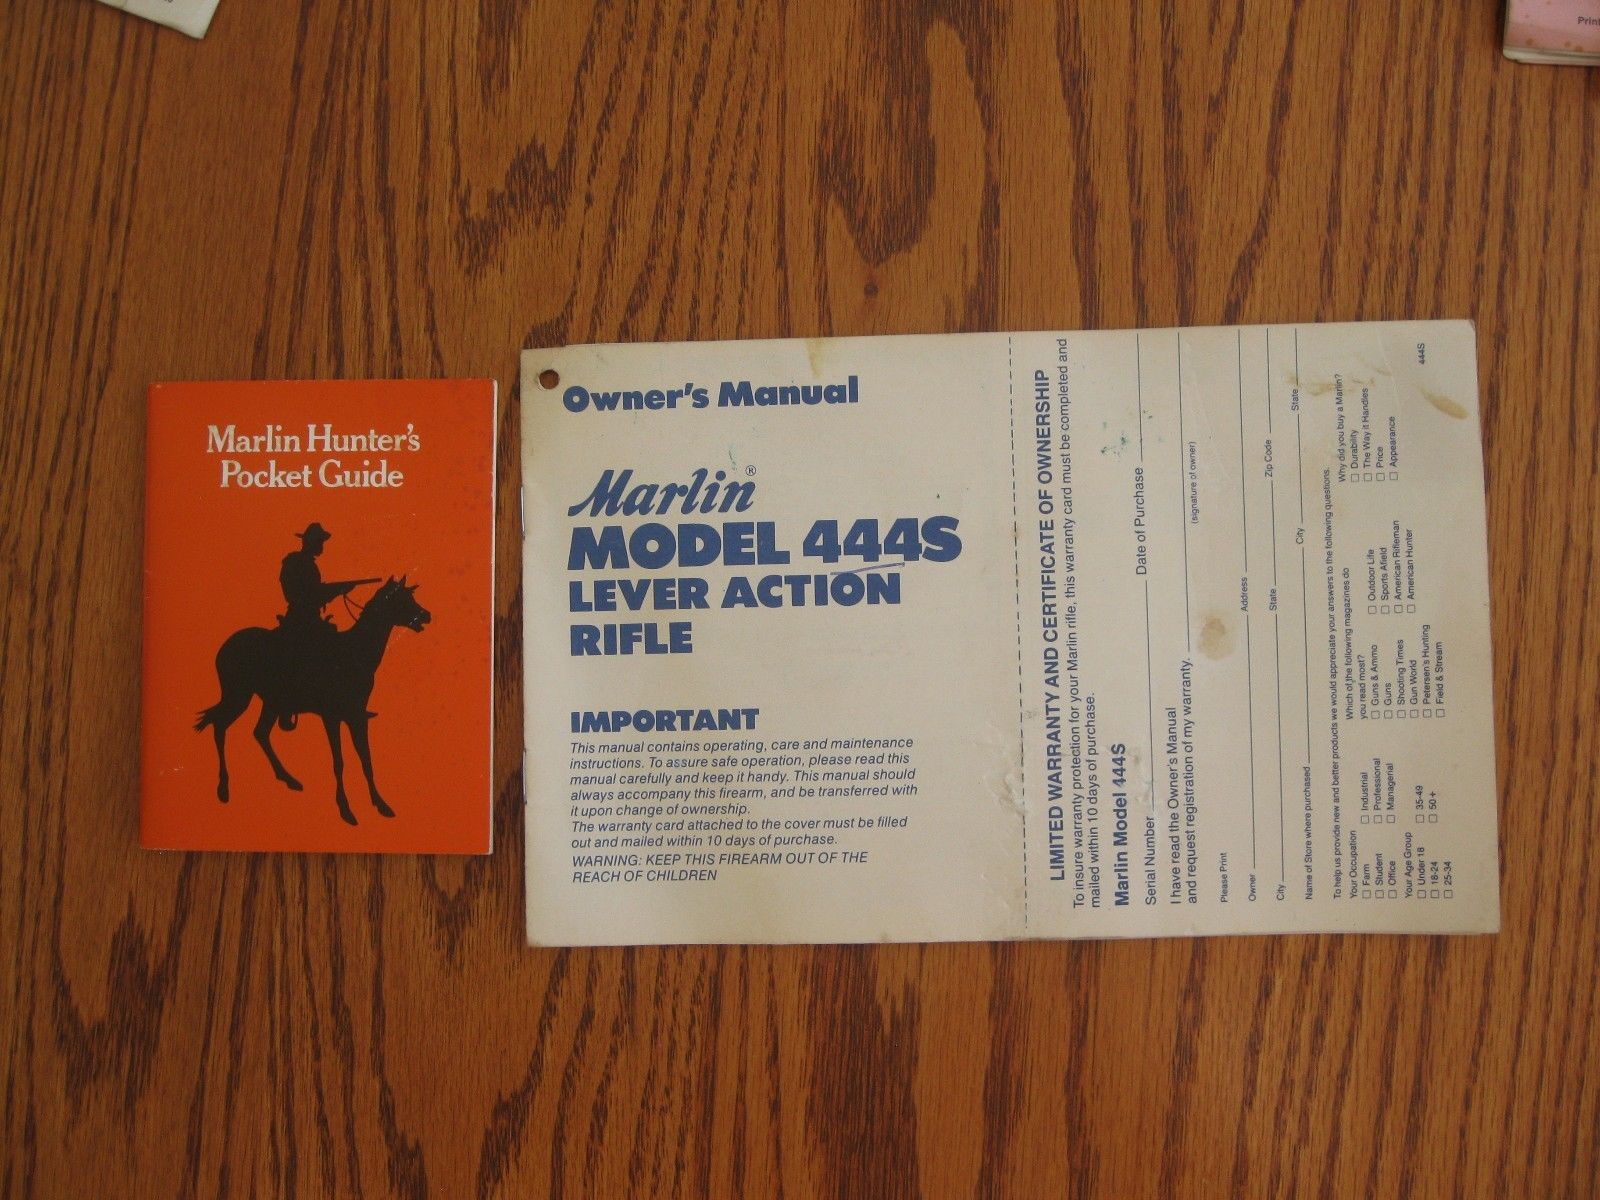 Marlin Hunter's
Pocket Guide
Owner's Manual
Marlin®
MODEL 444S
LEVER ACTION
RIFLE
IMPORTANT
This manual contains operating, care and maintenance
instructions. To assure safe operation, please read this
manual carefully and keep it handy. This manual should
always accompany this firearm, and be transferred with
it upon change of ownership.
The warranty card attached to the cover must be filled
out and mailed within 10 days of purchase.
WARNING: KEEP THIS FIREARM OUT OF THE
REACH OF CHILDREN
LIMITED WARRANTY AND CERTIFICATE OF OWNERSHIP
To insure warranty protection for your Marlin rifle, this warranty card must be completed and
mailed within 10 days of purchase.
Marlin Model 444S
Serial Number Date of Purchase
I have read the Owner's Manual
and request registration of my warranty.
(signature of owner)
Please Print
Owner Address
City State Zip Code
Name of Store where purchased City State
To help us provide new and better products we would appreciate your answers to the following questions.
Your Occupation
Farm
Industrial
Student
Professional
Office
Managerial
Your Age Group
Under 18
35-49
18-24
50+
25-34
Which of the following magazines do
you read most?
Guns & Ammo
Outdoor Life
Guns
Sports Afield
Shooting Times
American Rifleman
Gun World
American Hunter
Petersen's Hunting
Field & Stream
Why did you buy a Marlin?
Durability
The Way it Handles
Price
Appearance
444S